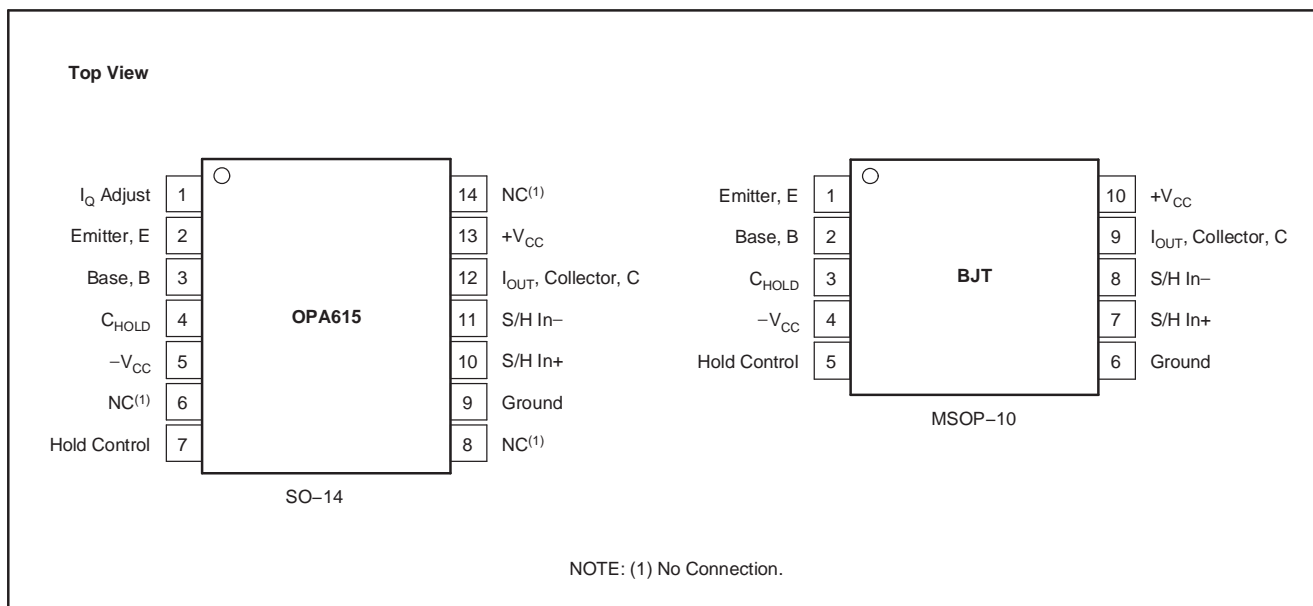 Top View
I_Q Adjust 1
Emitter, E 2
Base, B 3
C_HOLD 4
−V_CC 5
NC(1) 6
Hold Control 7
OPA615
14 NC(1)
13 +V_CC
12 I_OUT, Collector, C
11 S/H In−
10 S/H In+
9 Ground
8 NC(1)
SO−14
Emitter, E 1
Base, B 2
C_HOLD 3
−V_CC 4
Hold Control 5
BJT
10 +V_CC
9 I_OUT, Collector, C
8 S/H In−
7 S/H In+
6 Ground
MSOP−10
NOTE: (1) No Connection.